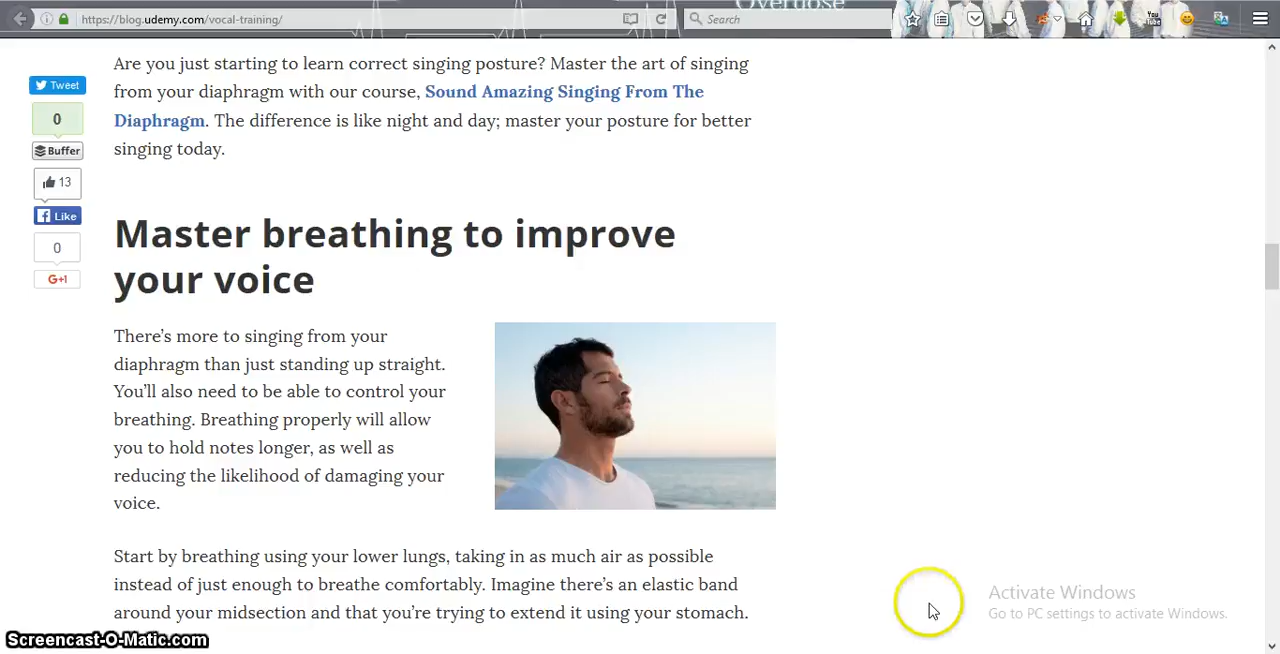 Overdose
https://blog.udemy.com/vocal-training/
Search
You
Tube
Are you just starting to learn correct singing posture? Master the art of singing
from your diaphragm with our course, Sound Amazing Singing From The
Diaphragm. The difference is like night and day; master your posture for better
singing today.
Tweet
0
Buffer
13
Like
0
G+1
Master breathing to improve
your voice
There's more to singing from your
diaphragm than just standing up straight.
You'll also need to be able to control your
breathing. Breathing properly will allow
you to hold notes longer, as well as
reducing the likelihood of damaging your
voice.
Start by breathing using your lower lungs, taking in as much air as possible
instead of just enough to breathe comfortably. Imagine there's an elastic band
around your midsection and that you're trying to extend it using your stomach.
Activate Windows
Go to PC settings to activate Windows.
Screencast-O-Matic.com